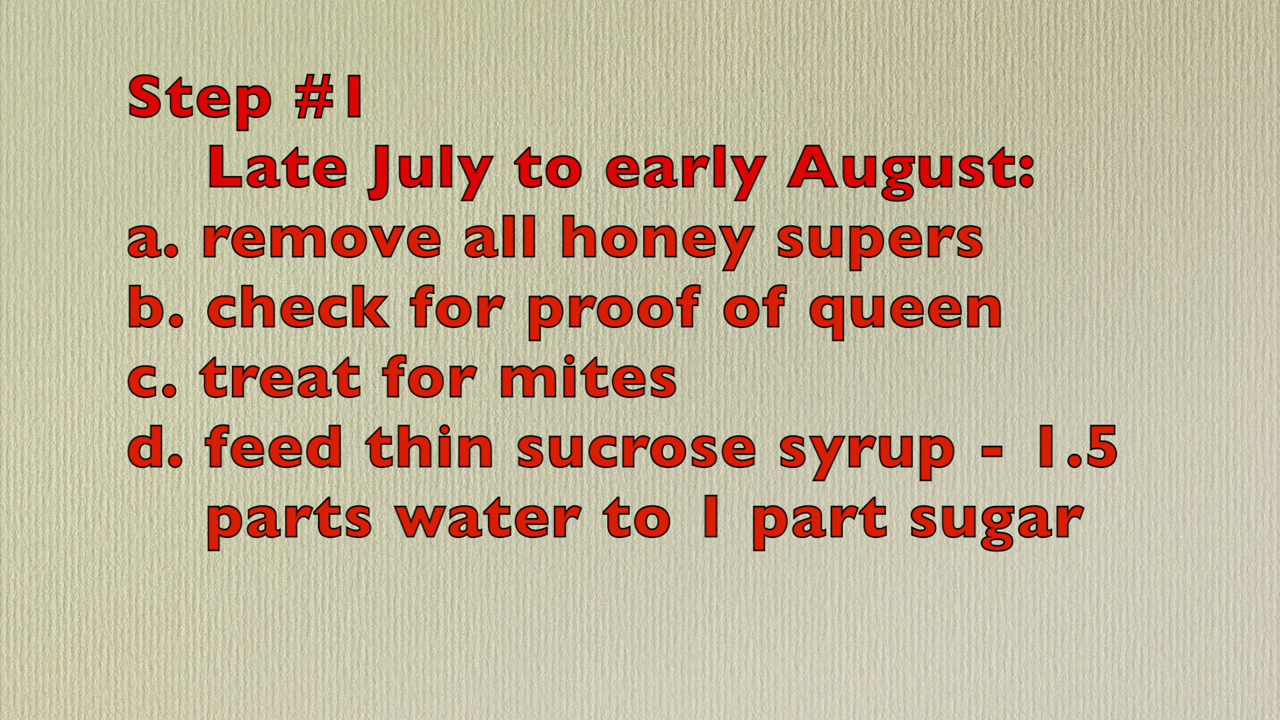 Step #1
Late July to early August:
a. remove all honey supers
b. check for proof of queen
c. treat for mites
d. feed thin sucrose syrup - 1.5
parts water to 1 part sugar